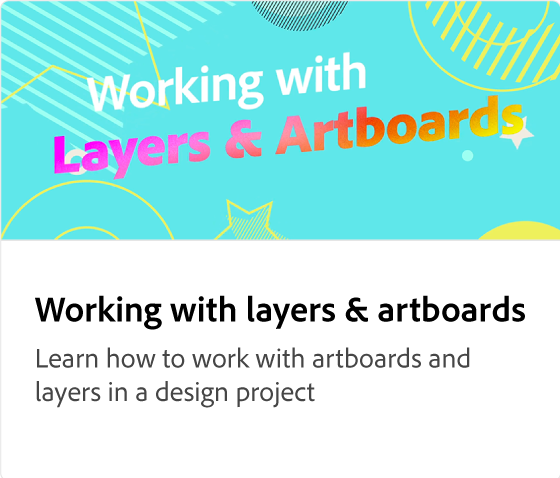 Working with
Layers & Artboards
Working with layers & artboards
Learn how to work with artboards and
layers in a design project